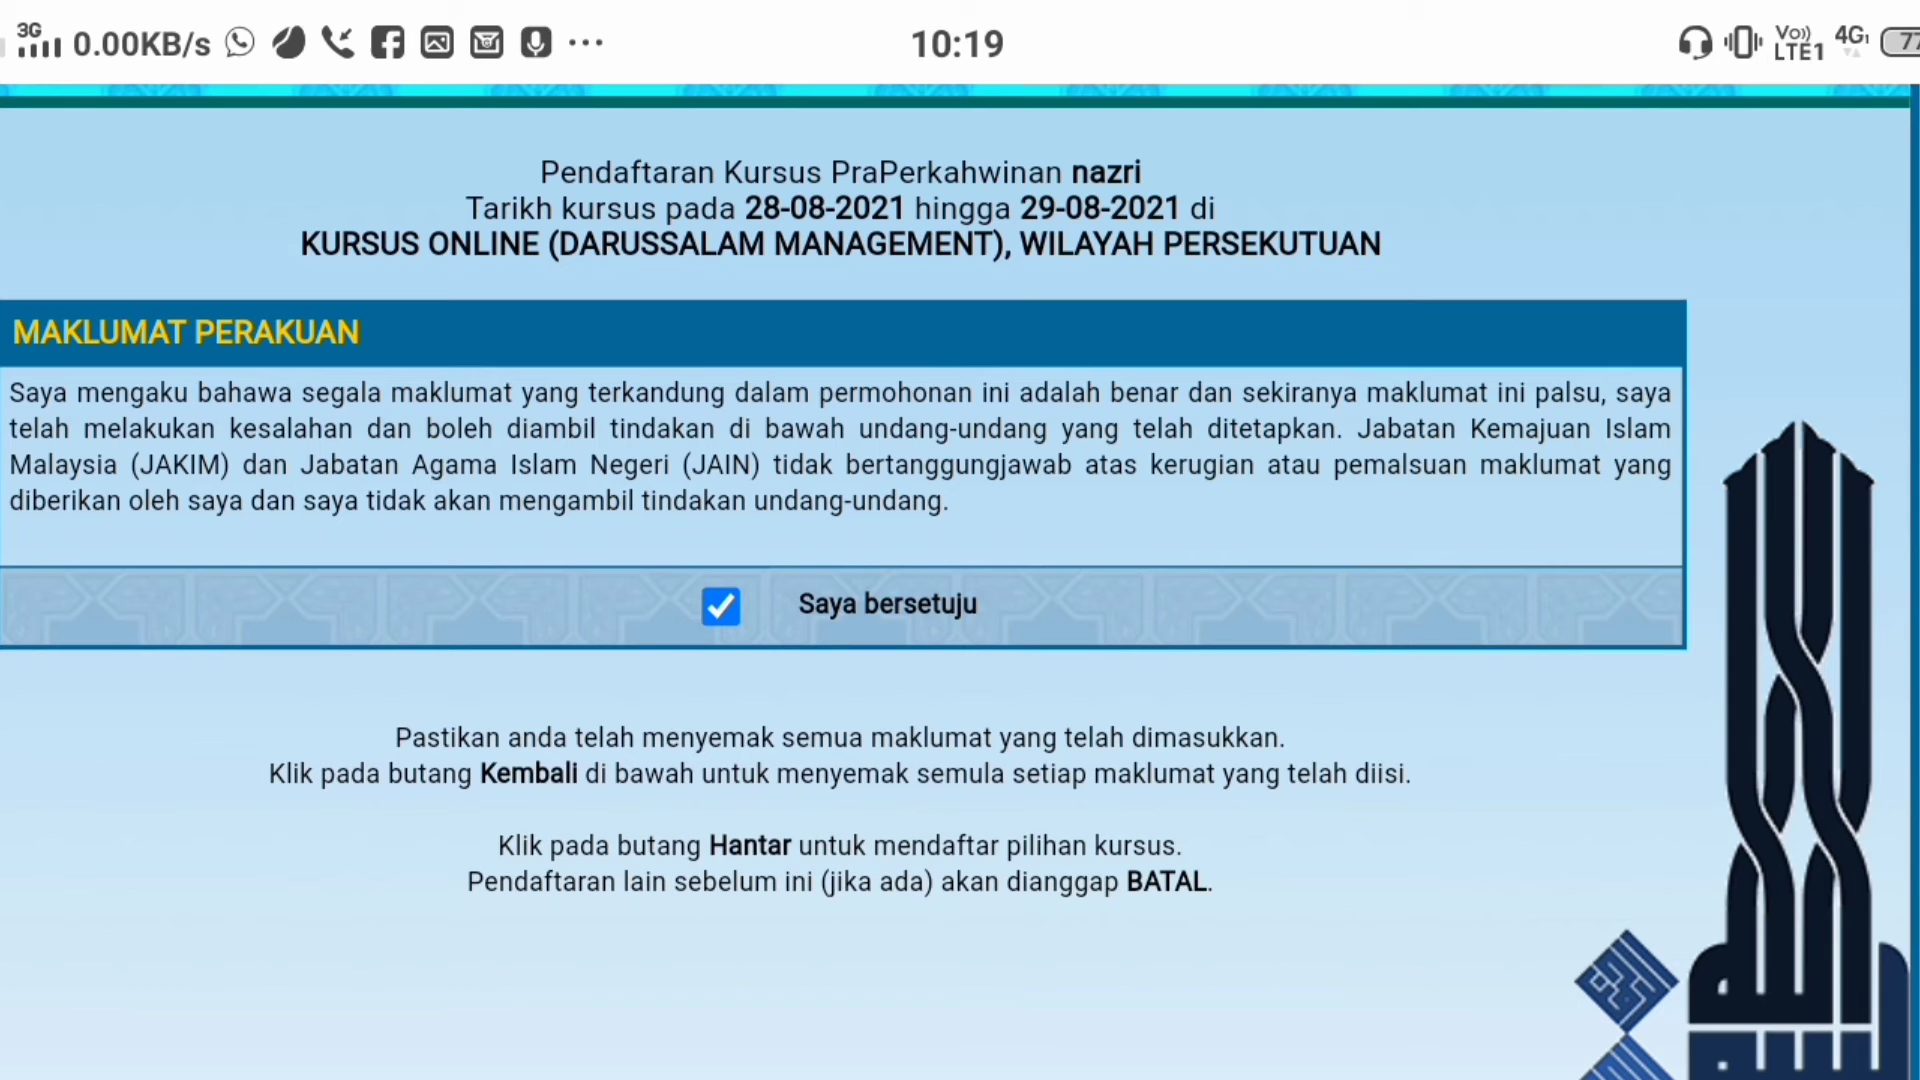 3G 0.00KB/s 10:19 Vo)) LTE1 4G 77
Pendaftaran Kursus PraPerkahwinan nazri
Tarikh kursus pada 28-08-2021 hingga 29-08-2021 di
KURSUS ONLINE (DARUSSALAM MANAGEMENT), WILAYAH PERSEKUTUAN
MAKLUMAT PERAKUAN
Saya mengaku bahawa segala maklumat yang terkandung dalam permohonan ini adalah benar dan sekiranya maklumat ini palsu, saya
telah melakukan kesalahan dan boleh diambil tindakan di bawah undang-undang yang telah ditetapkan. Jabatan Kemajuan Islam
Malaysia (JAKIM) dan Jabatan Agama Islam Negeri (JAIN) tidak bertanggungjawab atas kerugian atau pemalsuan maklumat yang
diberikan oleh saya dan saya tidak akan mengambil tindakan undang-undang.
Saya bersetuju
Pastikan anda telah menyemak semua maklumat yang telah dimasukkan.
Klik pada butang Kembali di bawah untuk menyemak semula setiap maklumat yang telah diisi.
Klik pada butang Hantar untuk mendaftar pilihan kursus.
Pendaftaran lain sebelum ini (jika ada) akan dianggap BATAL.